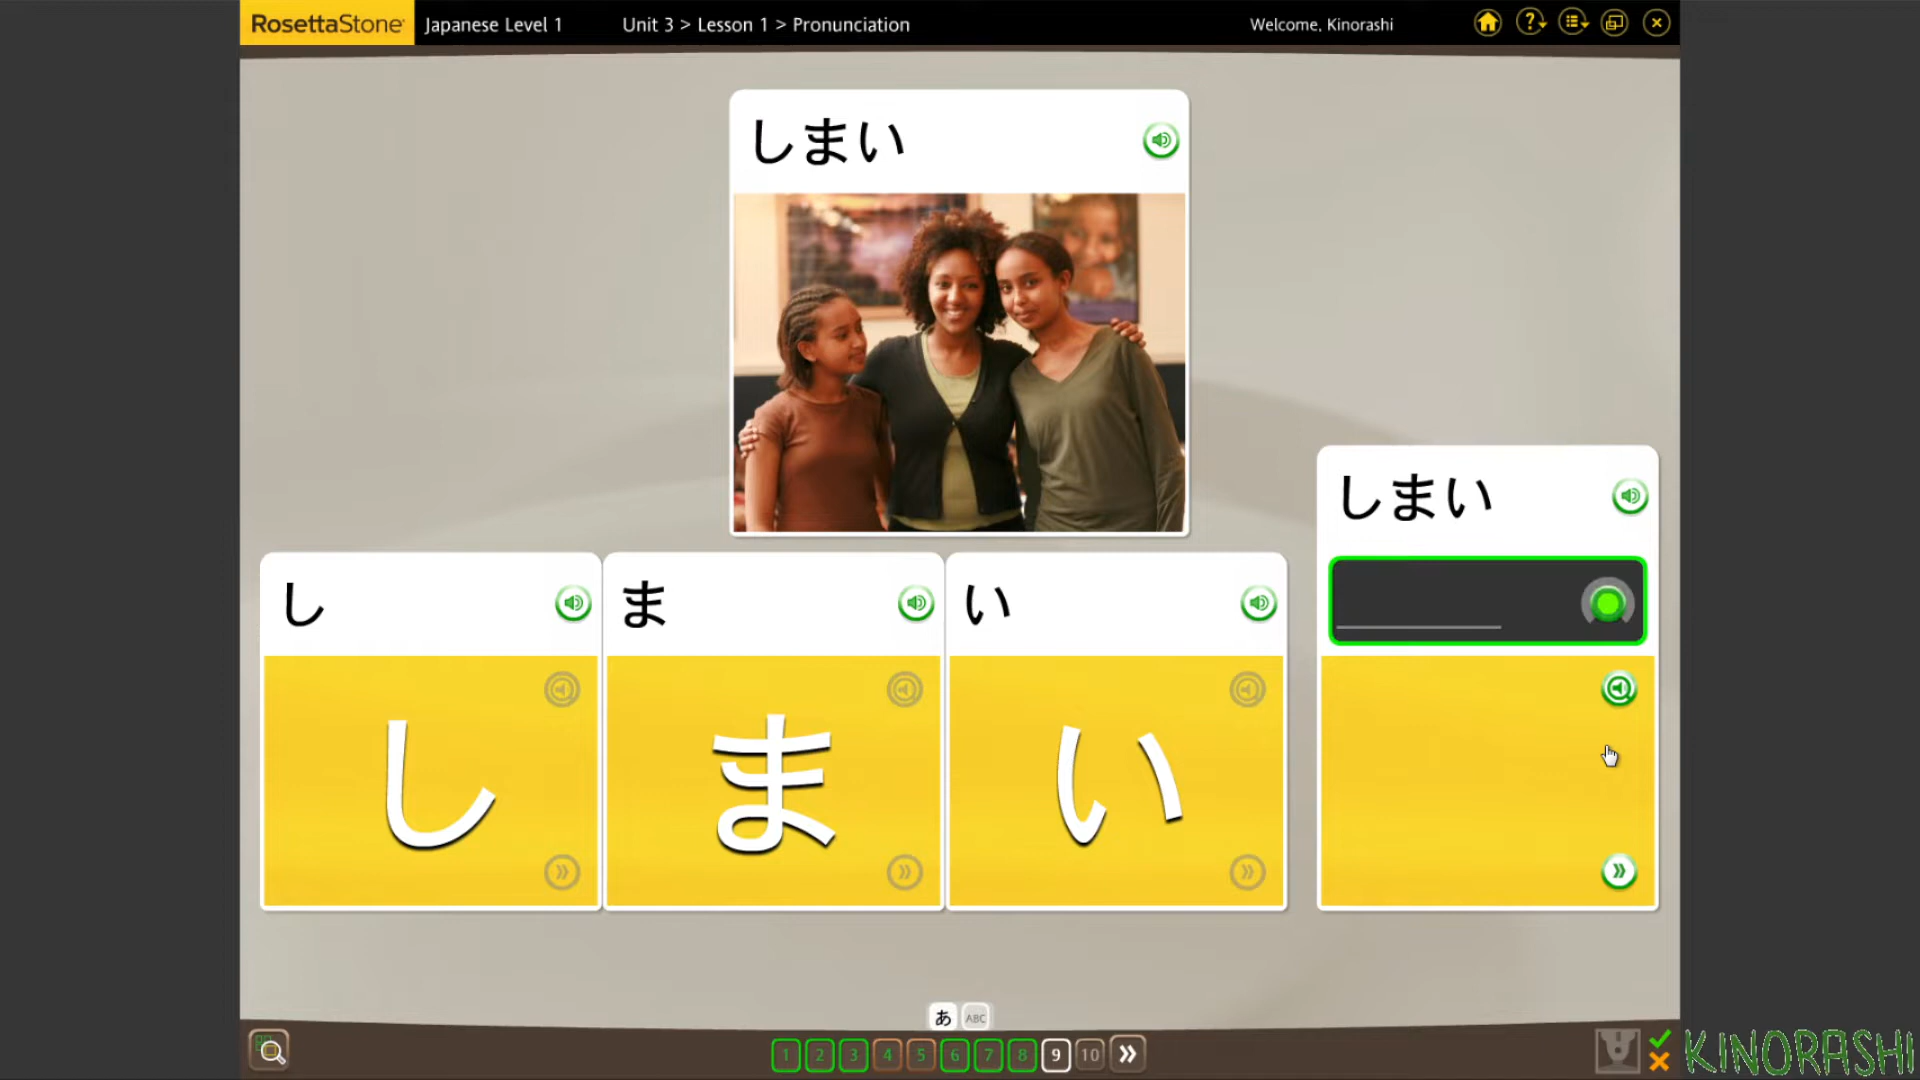 RosettaStone
Japanese Level 1
Unit 3 > Lesson 1 > Pronunciation
Welcome, Kinorashi
しまい
しまい
し
ま
い
し
ま
い
あ
ABC
1 2 3 4 5 6 7 8 9 10
KINORASHI